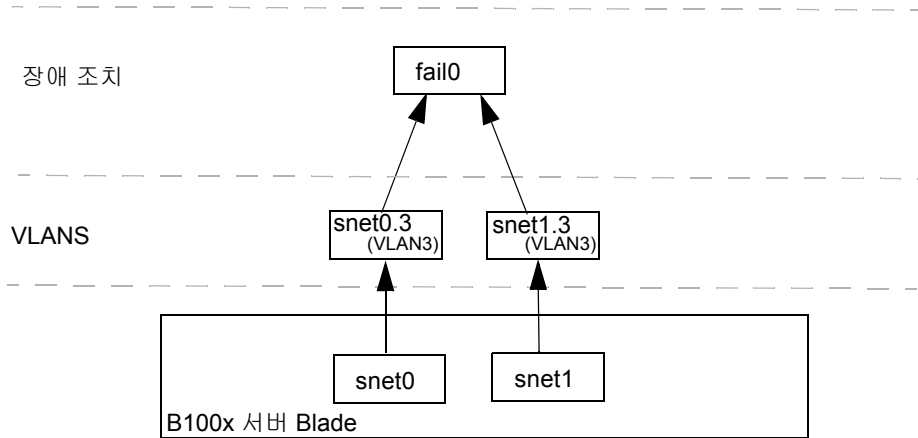 장애 조치
fail0
VLANS
snet0.3
(VLAN3)
snet1.3
(VLAN3)
snet0
snet1
B100x 서버 Blade